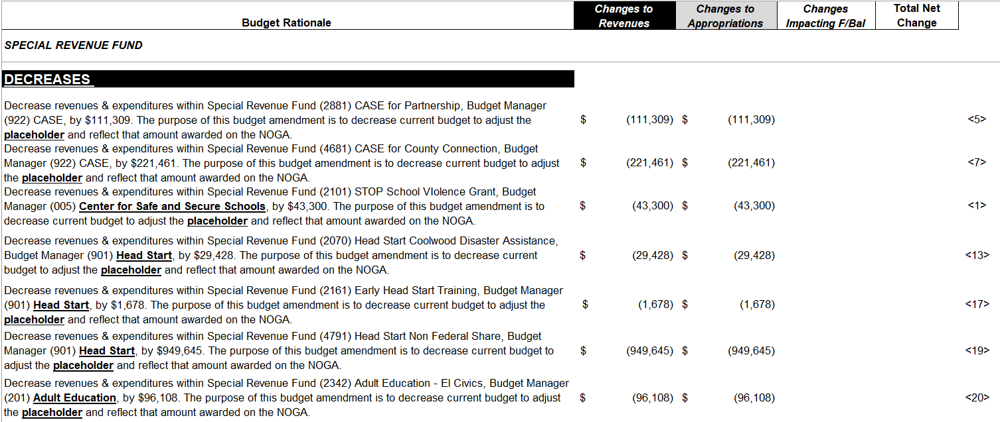 Budget Rationale Changes to Revenues Changes to Appropriations Changes Impacting F/Bal Total Net Change
SPECIAL REVENUE FUND
DECREASES
Decrease revenues & expenditures within Special Revenue Fund (2881) CASE for Partnership, Budget Manager
(922) CASE, by $111,309. The purpose of this budget amendment is to decrease current budget to adjust the $ (111,309) $ (111,309) <5>
placeholder and reflect that amount awarded on the NOGA.
Decrease revenues & expenditures within Special Revenue Fund (4681) CASE for County Connection, Budget
Manager (922) CASE, by $221,461. The purpose of this budget amendment is to decrease current budget to adjust $ (221,461) $ (221,461) <7>
the placeholder and reflect that amount awarded on the NOGA.
Decrease revenues & expenditures within Special Revenue Fund (2101) STOP School VIolence Grant, Budget
Manager (005) Center for Safe and Secure Schools, by $43,300. The purpose of this budget amendment is to $ (43,300) $ (43,300) <1>
decrease current budget to adjust the placeholder and reflect that amount awarded on the NOGA.
Decrease revenues & expenditures within Special Revenue Fund (2070) Head Start Coolwood Disaster Assistance,
Budget Manager (901) Head Start, by $29,428. The purpose of this budget amendment is to decrease current $ (29,428) $ (29,428) <13>
budget to adjust the placeholder and reflect that amount awarded on the NOGA.
Decrease revenues & expenditures within Special Revenue Fund (2161) Early Head Start Training, Budget Manager
(901) Head Start, by $1,678. The purpose of this budget amendment is to decrease current budget to adjust the $ (1,678) $ (1,678) <17>
placeholder and reflect that amount awarded on the NOGA.
Decrease revenues & expenditures within Special Revenue Fund (4791) Head Start Non Federal Share, Budget
Manager (901) Head Start, by $949,645. The purpose of this budget amendment is to decrease current budget to $ (949,645) $ (949,645) <19>
adjust the placeholder and reflect that amount awarded on the NOGA.
Decrease revenues & expenditures within Special Revenue Fund (2342) Adult Education - El Civics, Budget Manager
(201) Adult Education, by $96,108. The purpose of this budget amendment is to decrease current budget to adjust $ (96,108) $ (96,108) <20>
the placeholder and reflect that amount awarded on the NOGA.